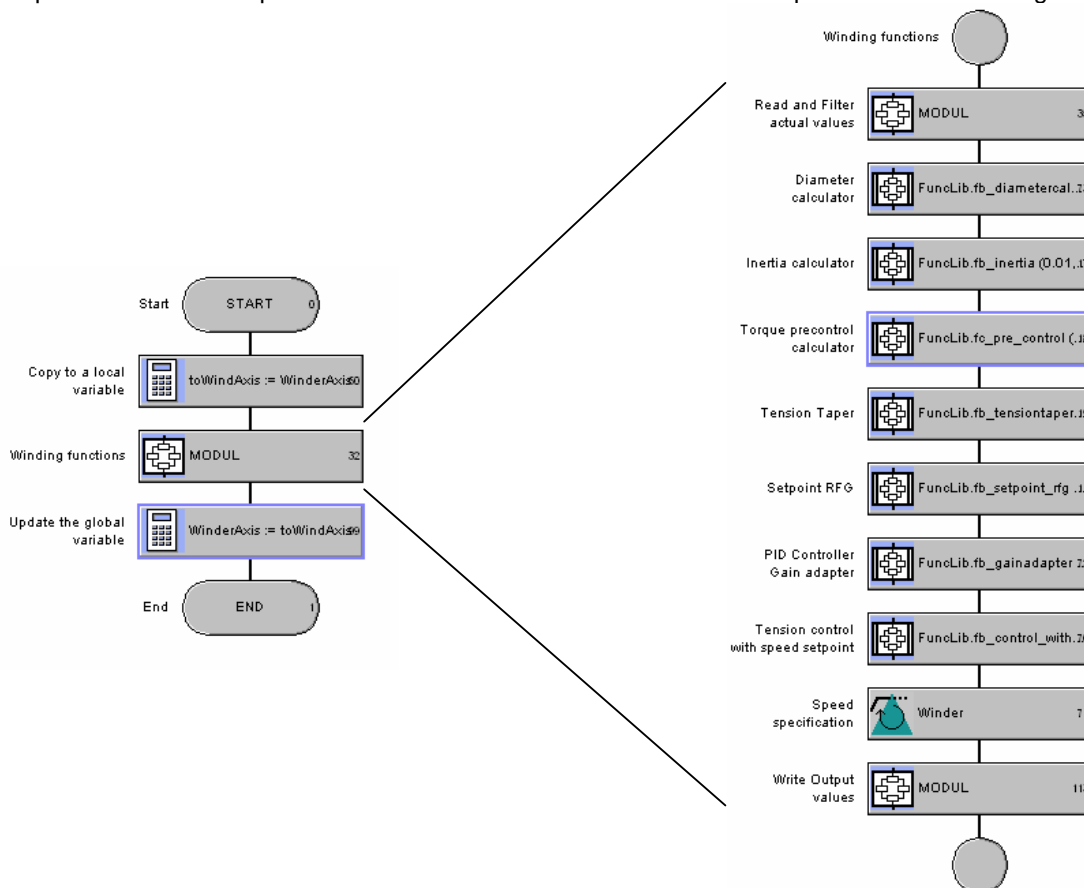 Winding functions
Read and Filter
actual values
MODUL
Diameter
calculator
FuncLib.fb_diametercal..
Inertia calculator
FuncLib.fb_inertia (0.01,.
Start
START
0
Torque precontrol
calculator
FuncLib.fc_pre_control (.
Copy to a local
variable
toWindAxis := WinderAxis
Tension Taper
FuncLib.fb_tensiontaper.
Winding functions
MODUL
32
Setpoint RFG
FuncLib.fb_setpoint_rfg .
Update the global
variable
WinderAxis := toWindAxis
PID Controller
Gain adapter
FuncLib.fb_gainadapter
End
END
1
Tension control
with speed setpoint
FuncLib.fb_control_with.
Speed
specification
Winder
7
Write Output
values
MODUL